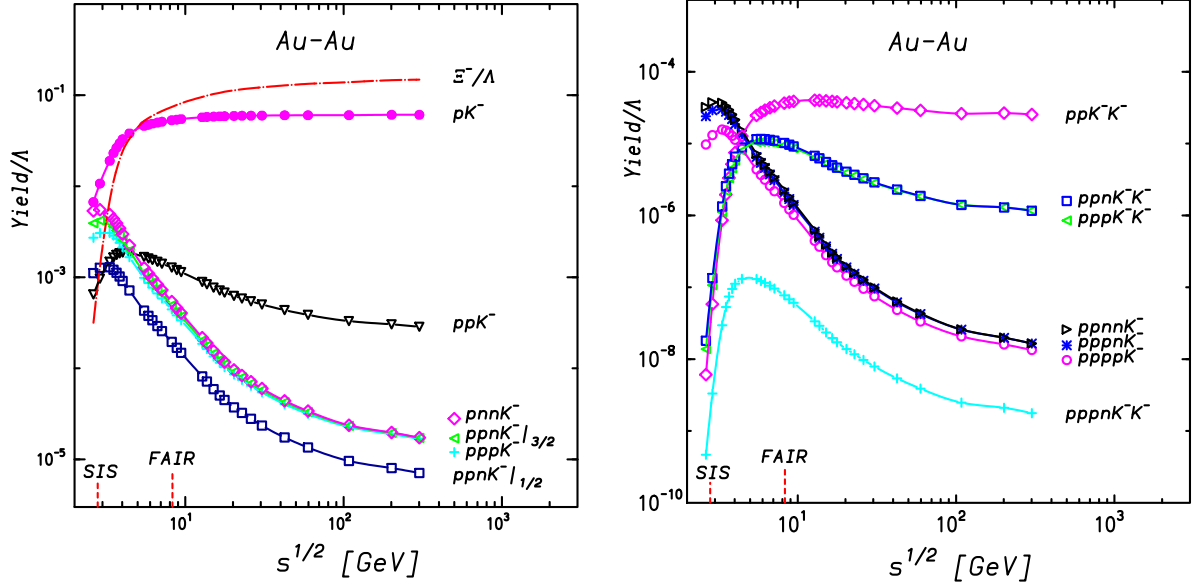 Au-Au
Ξ⁻/Λ
10⁻¹
pK⁻
Yield/Λ
10⁻³
ppK⁻
pnnK⁻
ppnK⁻|3/2
pppK⁻
10⁻⁵
ppnK⁻|1/2
SIS
FAIR
10¹
10²
10³
s^1/2 [GeV]
Au-Au
10⁻⁴
ppK⁻K⁻
Yield/Λ
ppnK⁻K⁻
10⁻⁶
pppK⁻K⁻
ppnnK⁻
pppnK⁻
10⁻⁸
ppppK⁻
pppnK⁻K⁻
SIS
FAIR
10⁻¹⁰
10¹
10²
10³
s^1/2 [GeV]